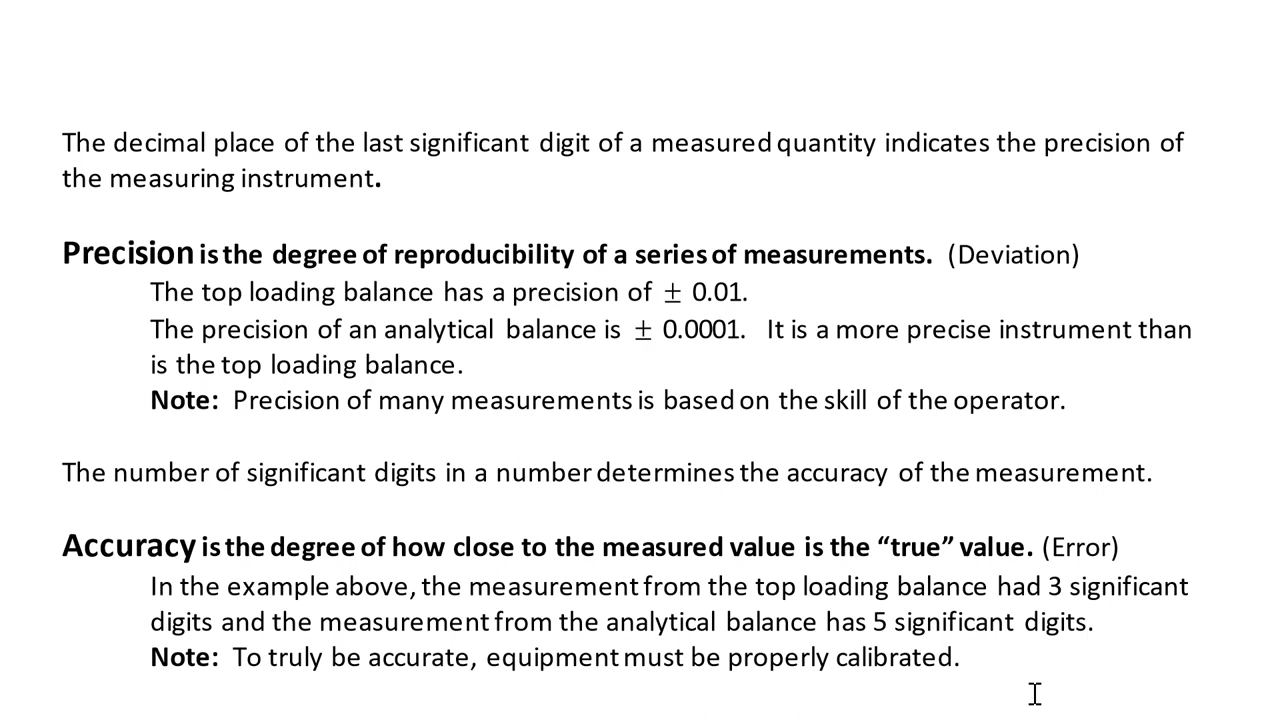 The decimal place of the last significant digit of a measured quantity indicates the precision of
the measuring instrument.
Precision is the degree of reproducibility of a series of measurements. (Deviation)
The top loading balance has a precision of ± 0.01.
The precision of an analytical balance is ± 0.0001. It is a more precise instrument than
is the top loading balance.
Note: Precision of many measurements is based on the skill of the operator.
The number of significant digits in a number determines the accuracy of the measurement.
Accuracy is the degree of how close to the measured value is the “true” value. (Error)
In the example above, the measurement from the top loading balance had 3 significant
digits and the measurement from the analytical balance has 5 significant digits.
Note: To truly be accurate, equipment must be properly calibrated.